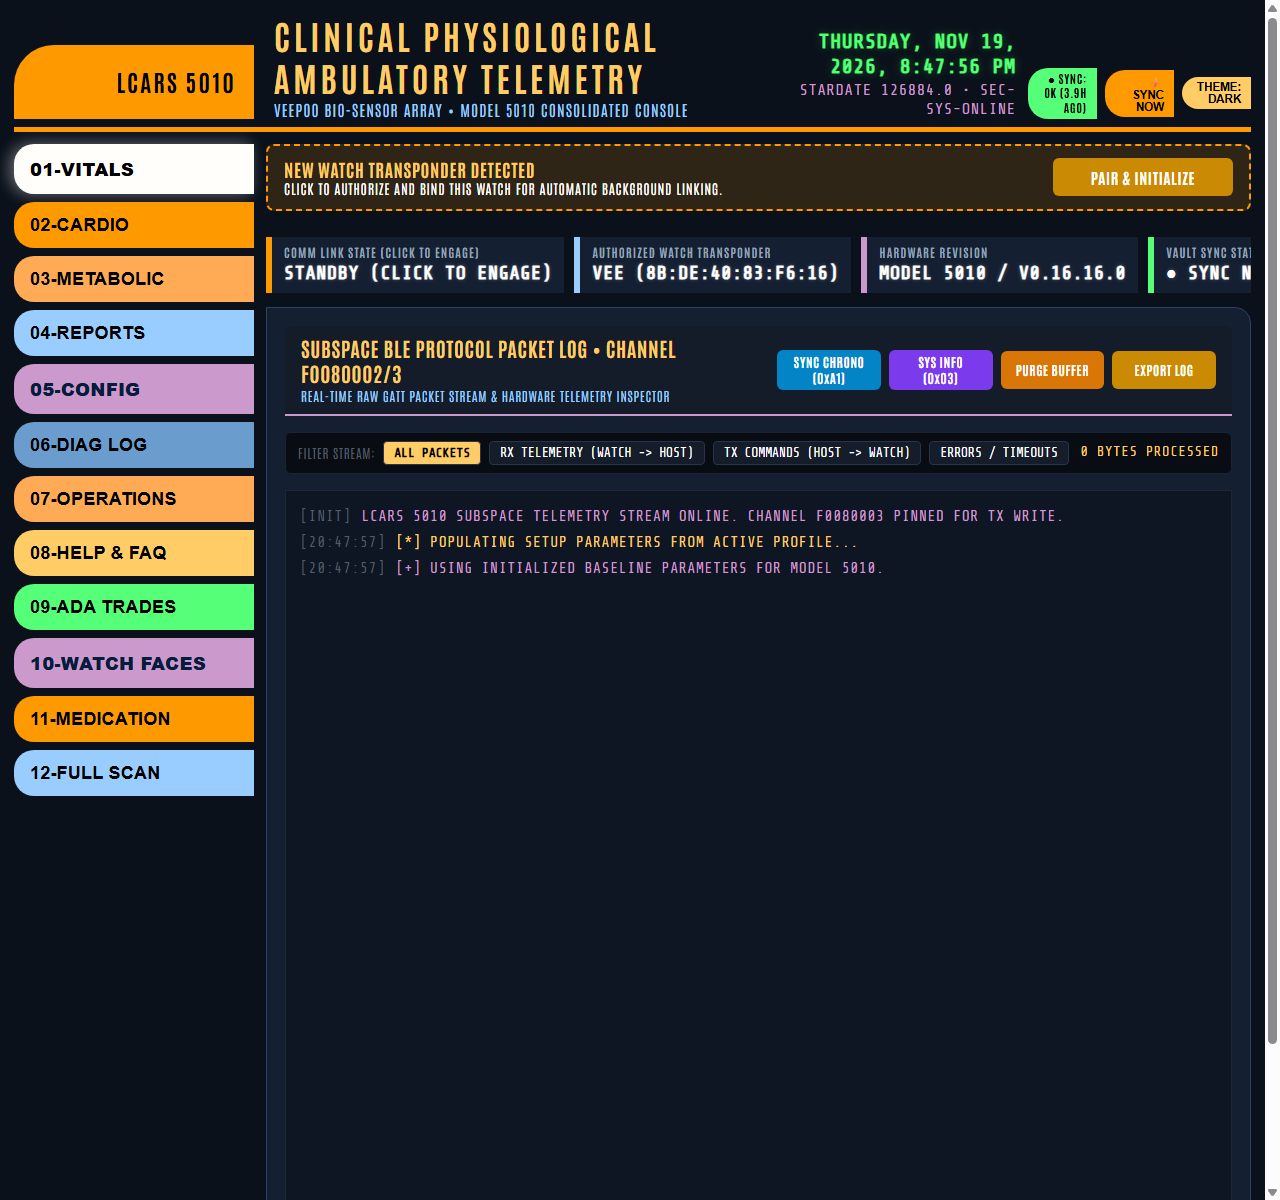 LCARS 5010
CLINICAL PHYSIOLOGICAL
AMBULATORY TELEMETRY
VEEPOO BIO-SENSOR ARRAY • MODEL 5010 CONSOLIDATED CONSOLE
THURSDAY, NOV 19,
2026, 8:47:56 PM
STARDATE 126884.0 • SEC-
SYS-ONLINE
● SYNC:
OK (3.9H
AGO)
SYNC
NOW
THEME:
DARK
01-VITALS
02-CARDIO
03-METABOLIC
04-REPORTS
05-CONFIG
06-DIAG LOG
07-OPERATIONS
08-HELP & FAQ
09-ADA TRADES
10-WATCH FACES
11-MEDICATION
12-FULL SCAN
NEW WATCH TRANSPONDER DETECTED
CLICK TO AUTHORIZE AND BIND THIS WATCH FOR AUTOMATIC BACKGROUND LINKING.
PAIR & INITIALIZE
COMM LINK STATE (CLICK TO ENGAGE)
STANDBY (CLICK TO ENGAGE)
AUTHORIZED WATCH TRANSPONDER
VEE (8B:DE:40:83:F6:16)
HARDWARE REVISION
MODEL 5010 / V0.16.16.0
VAULT SYNC STAT
● SYNC N
SUBSPACE BLE PROTOCOL PACKET LOG • CHANNEL
F0080002/3
REAL-TIME RAW GATT PACKET STREAM & HARDWARE TELEMETRY INSPECTOR
SYNC CHRONO
(0xA1)
SYS INFO
(0x03)
PURGE BUFFER
EXPORT LOG
FILTER STREAM:
ALL PACKETS
RX TELEMETRY (WATCH -> HOST)
TX COMMANDS (HOST -> WATCH)
ERRORS / TIMEOUTS
0 BYTES PROCESSED
[INIT] LCARS 5010 SUBSPACE TELEMETRY STREAM ONLINE. CHANNEL F0080003 PINNED FOR TX WRITE.
[20:47:57] [*] POPULATING SETUP PARAMETERS FROM ACTIVE PROFILE...
[20:47:57] [+] USING INITIALIZED BASELINE PARAMETERS FOR MODEL 5010.